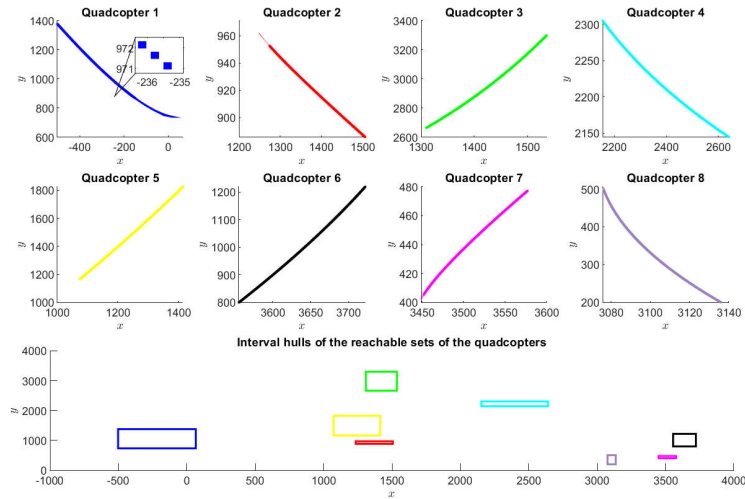 Quadcopter 1
1400
1200
1000
800
600
y
-500 -400 -200 0
x
972
971
-236 -235
Quadcopter 2
960
940
920
900
y
1200 1300 1400 1500
x
Quadcopter 3
3400
3200
3000
2800
2600
y
1300 1400 1500
x
Quadcopter 4
2300
2250
2200
2150
y
2200 2400 2600
x
Quadcopter 5
1800
1600
1400
1200
1000
y
1000 1200 1400
x
Quadcopter 6
1200
1100
1000
900
800
y
3600 3650 3700
x
Quadcopter 7
480
460
440
420
400
y
3450 3500 3550 3600
x
Quadcopter 8
500
400
300
200
y
3080 3100 3120 3140
x
Interval hulls of the reachable sets of the quadcopters
4000
3000
2000
1000
0
y
-1000 -500 0 500 1000 1500 2000 2500 3000 3500 4000
x